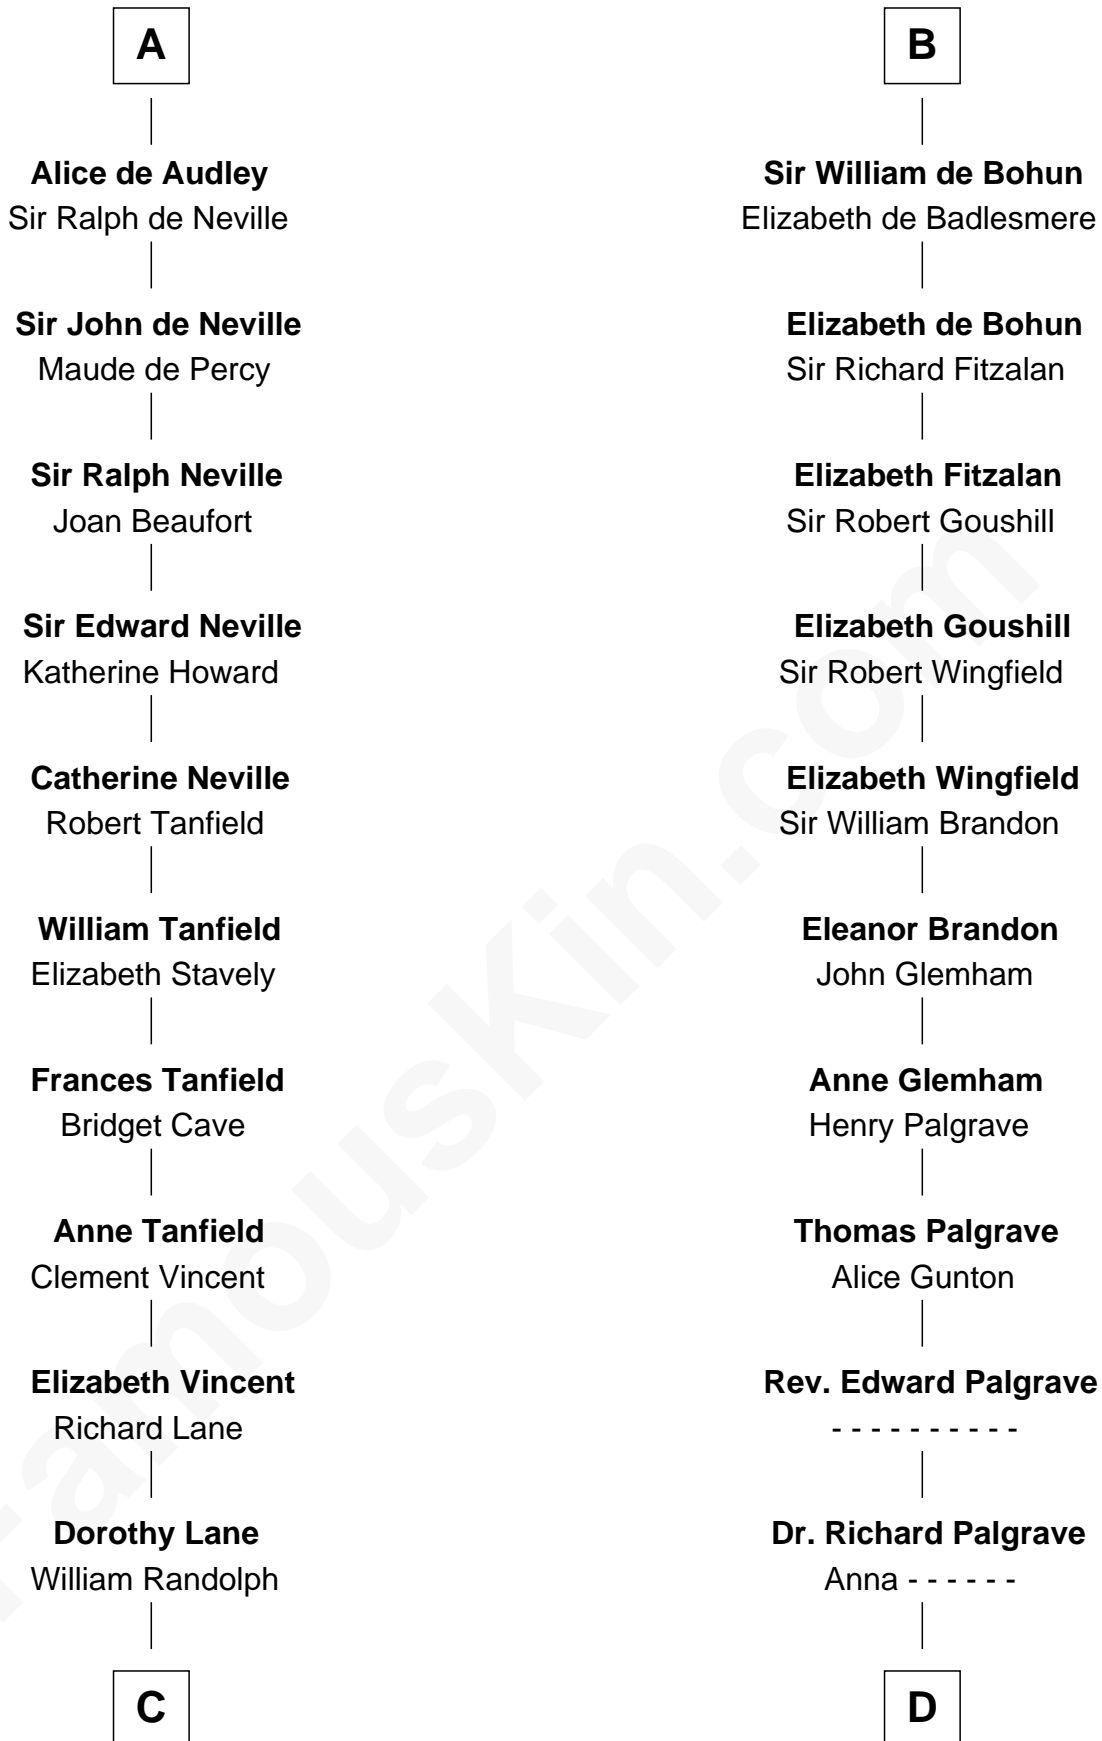 A
Alice de Audley
Sir Ralph de Neville
Sir John de Neville
Maude de Percy
Sir Ralph Neville
Joan Beaufort
Sir Edward Neville
Katherine Howard
Catherine Neville
Robert Tanfield
William Tanfield
Elizabeth Stavely
Frances Tanfield
Bridget Cave
Anne Tanfield
Clement Vincent
Elizabeth Vincent
Richard Lane
Dorothy Lane
William Randolph
C
B
Sir William de Bohun
Elizabeth de Badlesmere
Elizabeth de Bohun
Sir Richard Fitzalan
Elizabeth Fitzalan
Sir Robert Goushill
Elizabeth Goushill
Sir Robert Wingfield
Elizabeth Wingfield
Sir William Brandon
Eleanor Brandon
John Glemham
Anne Glemham
Henry Palgrave
Thomas Palgrave
Alice Gunton
Rev. Edward Palgrave
- - - - - - - - - -
Dr. Richard Palgrave
Anna - - - - - -
D
FamousKin.com